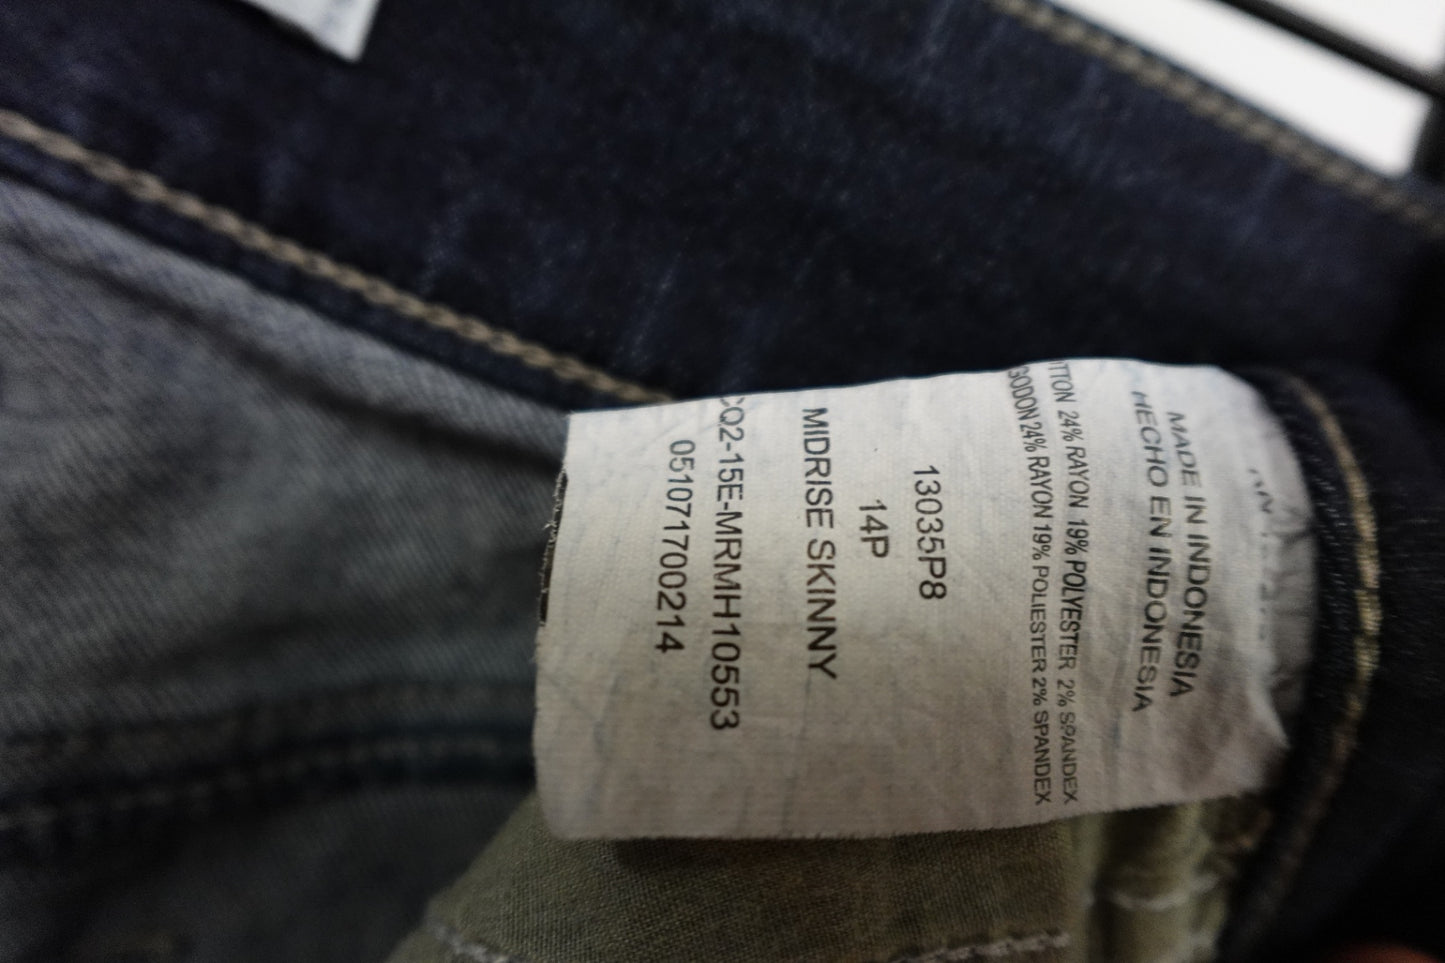 MADE IN INDONESIA
HECHO EN INDONESIA
TTON 24% RAYON 19% POLYESTER 2% SPANDEX
GODON 24% RAYON 19% POLIESTER 2% SPANDEX
13035P8
14P
MIDRISE SKINNY
CQ2-15E-MRMH10553
051071700214